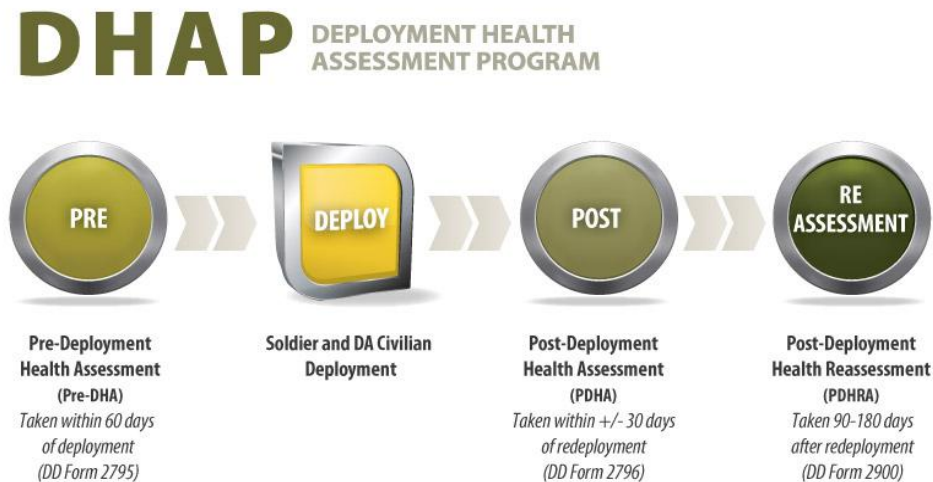 DHAP DEPLOYMENT HEALTH
ASSESSMENT PROGRAM
PRE
DEPLOY
POST
RE
ASSESSMENT
Pre-Deployment
Health Assessment
(Pre-DHA)
Taken within 60 days
of deployment
(DD Form 2795)
Soldier and DA Civilian
Deployment
Post-Deployment
Health Assessment
(PDHA)
Taken within +/- 30 days
of redeployment
(DD Form 2796)
Post-Deployment
Health Reassessment
(PDHRA)
Taken 90-180 days
after redeployment
(DD Form 2900)